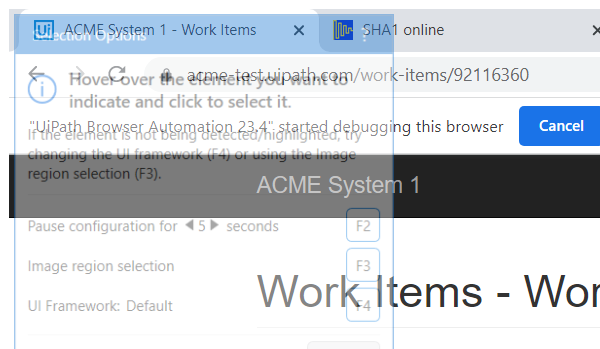 Ui ACME System 1 - Work Items
SHA1 online
Selection Options
acme-test.uipath.com/work-items/92116360
Hover over the element you want to
indicate and click to select it.
"UiPath Browser Automation 23.4" started debugging this browser
Cancel
If the element is not being detected/highlighted, try
changing the UI framework (F4) or using the Image
region selection (F3).
ACME System 1
Pause configuration for 5 seconds F2
Image region selection F3
UI Framework: Default F4
Work Items - Wor